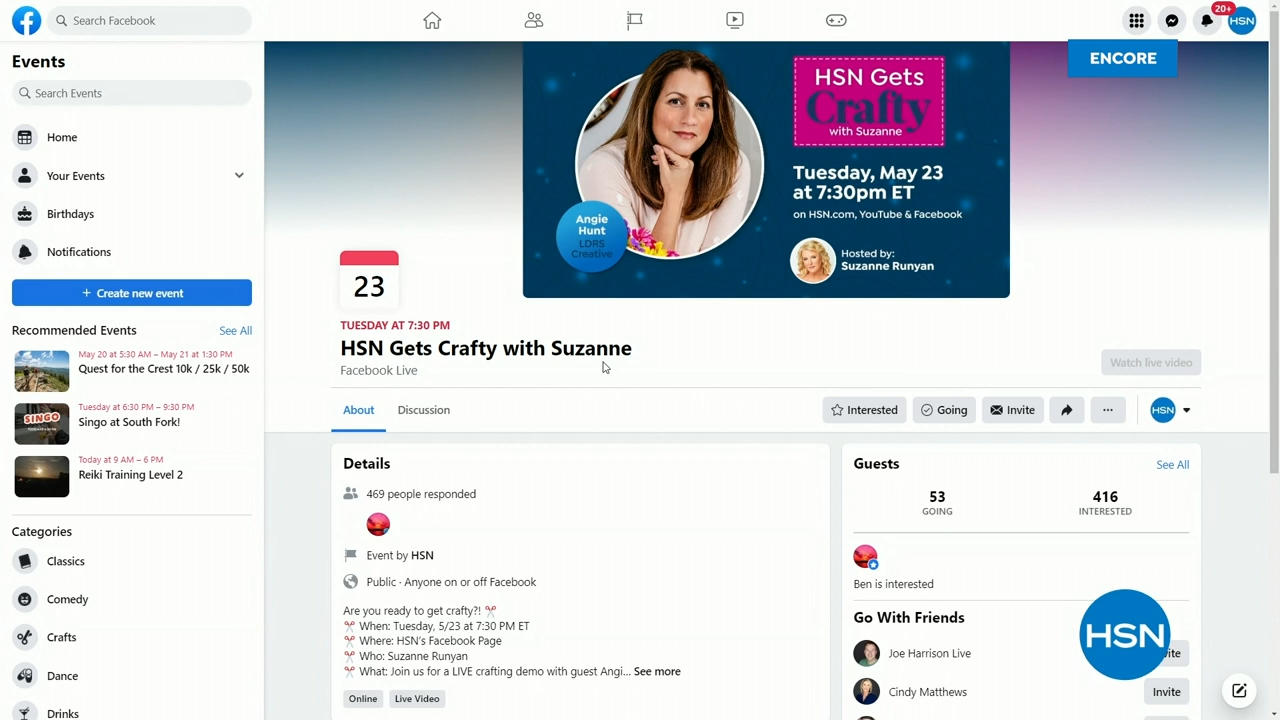 Search Facebook
20+
HSN
ENCORE
Events
Search Events
Home
Your Events
Birthdays
Notifications
+ Create new event
Recommended Events
See All
May 20 at 5:30 AM – May 21 at 1:30 PM
Quest for the Crest 10k / 25k / 50k
SINGO
Tuesday at 6:30 PM – 9:30 PM
Singo at South Fork!
Today at 9 AM – 6 PM
Reiki Training Level 2
Categories
Classics
Comedy
Crafts
Dance
Drinks
HSN Gets
Crafty
with Suzanne
Tuesday, May 23
at 7:30pm ET
on HSN.com, YouTube & Facebook
Hosted by:
Suzanne Runyan
Angie
Hunt
LDRS
Creative
23
TUESDAY AT 7:30 PM
HSN Gets Crafty with Suzanne
Facebook Live
Watch live video
About
Discussion
Interested
Going
Invite
HSN
Details
469 people responded
Event by HSN
Public · Anyone on or off Facebook
Are you ready to get crafty?!
When: Tuesday, 5/23 at 7:30 PM ET
Where: HSN's Facebook Page
Who: Suzanne Runyan
What: Join us for a LIVE crafting demo with guest Angi... See more
Online
Live Video
Guests
See All
53
GOING
416
INTERESTED
Ben is interested
Go With Friends
Joe Harrison Live
HSN
Cindy Matthews
Invite